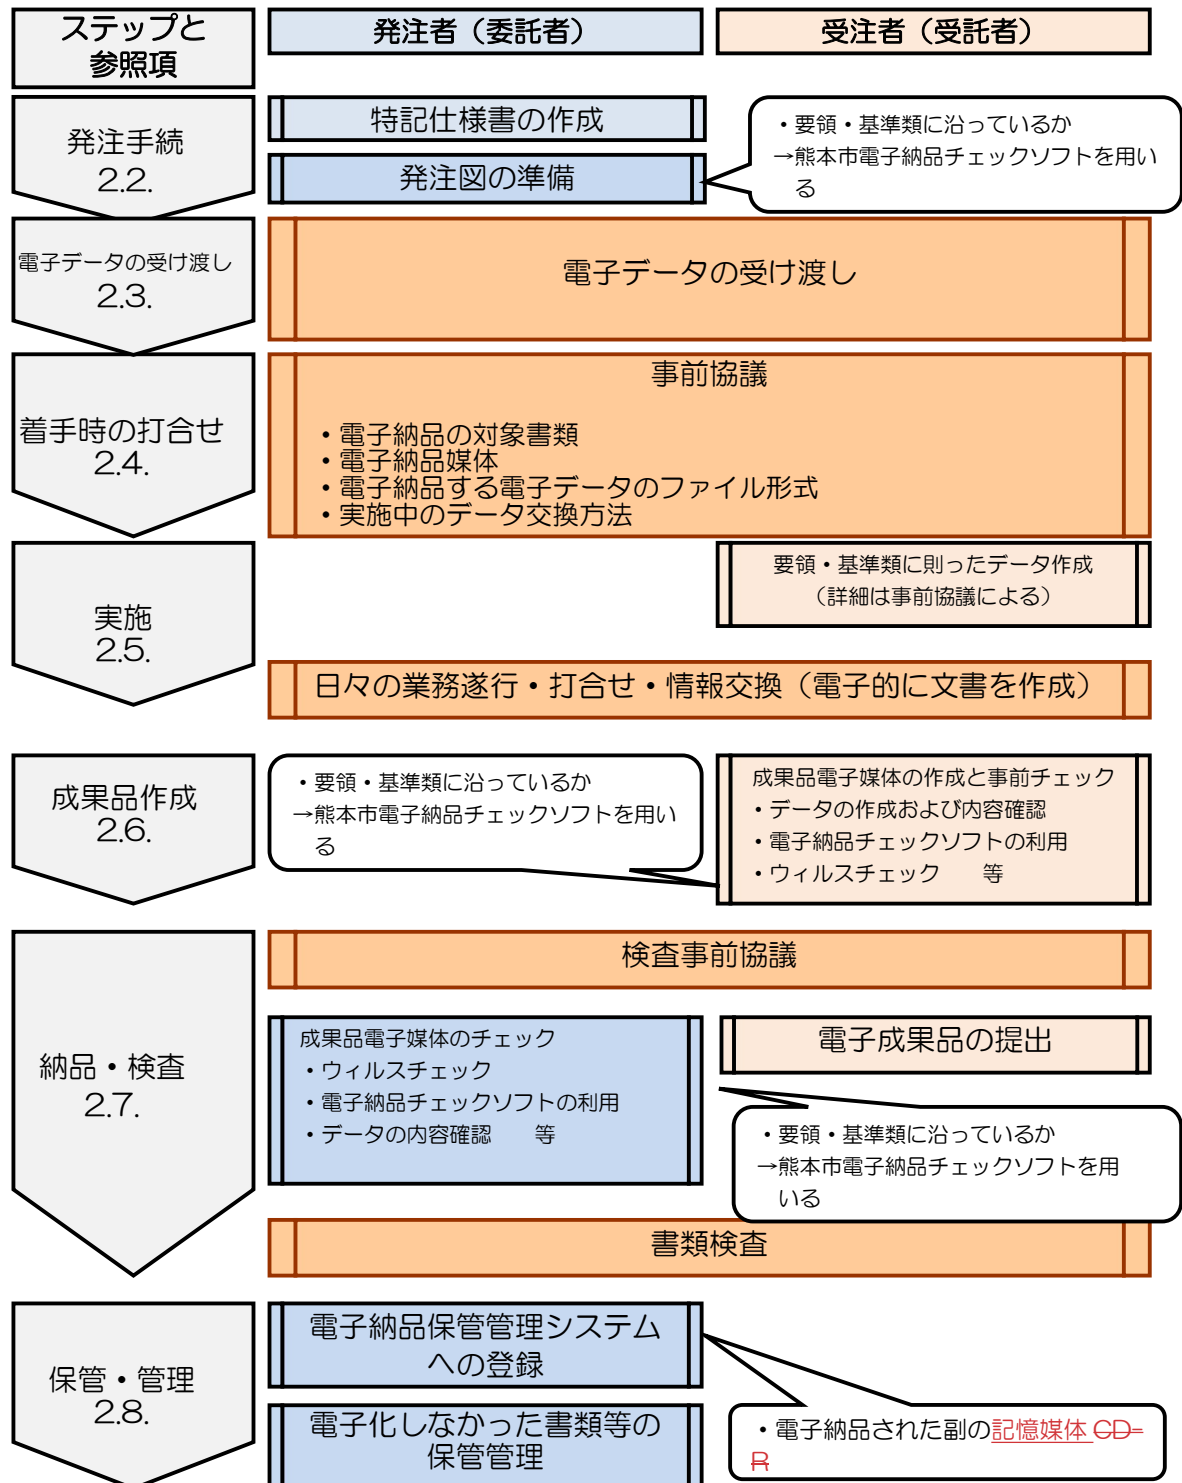 ステップと
参照項
発注者（委託者）
受注者（受託者）
発注手続
2.2.
特記仕様書の作成
発注図の準備
・要領・基準類に沿っているか
→熊本市電子納品チェックソフトを用い
る
電子データの受け渡し
2.3.
電子データの受け渡し
着手時の打合せ
2.4.
事前協議
・電子納品の対象書類
・電子納品媒体
・電子納品する電子データのファイル形式
・実施中のデータ交換方法
実施
2.5.
要領・基準類に則ったデータ作成
（詳細は事前協議による）
日々の業務遂行・打合せ・情報交換（電子的に文書を作成）
成果品作成
2.6.
・要領・基準類に沿っているか
→熊本市電子納品チェックソフトを用い
る
成果品電子媒体の作成と事前チェック
・データの作成および内容確認
・電子納品チェックソフトの利用
・ウィルスチェック　　等
納品・検査
2.7.
検査事前協議
成果品電子媒体のチェック
・ウィルスチェック
・電子納品チェックソフトの利用
・データの内容確認　　等
電子成果品の提出
・要領・基準類に沿っているか
→熊本市電子納品チェックソフトを用
いる
書類検査
保管・管理
2.8.
電子納品保管管理システム
への登録
電子化しなかった書類等の
保管管理
・電子納品された副の記憶媒体 CD-
R